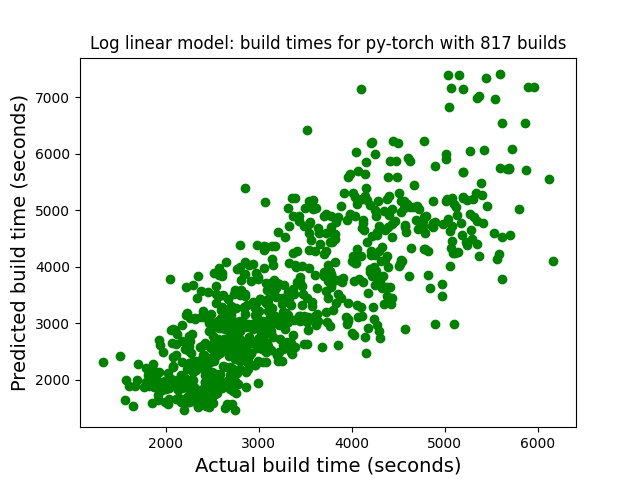 Log linear model: build times for py-torch with 817 builds
Predicted build time (seconds)
7000
6000
5000
4000
3000
2000
2000 3000 4000 5000 6000
Actual build time (seconds)